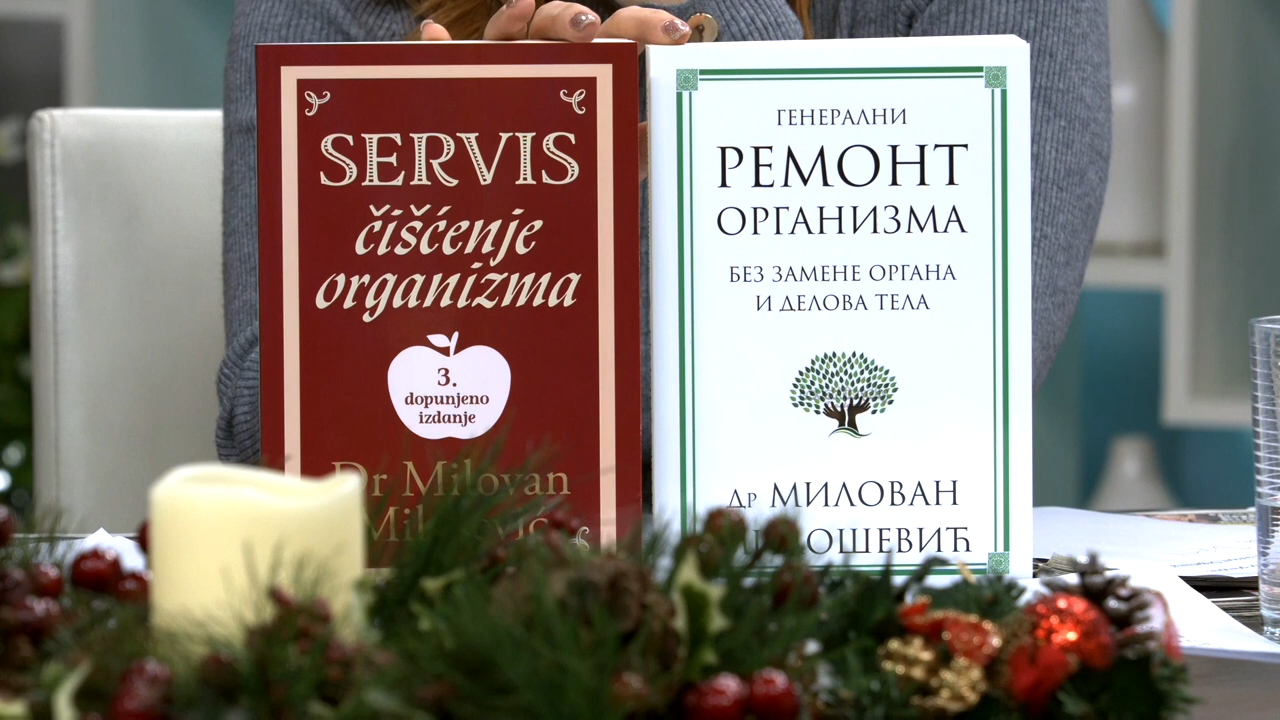 SERVIS
čišćenje
organizma
3.
dopunjeno
izdanje
Dr Milovan
ГЕНЕРАЛНИ
РЕМОНТ
ОРГАНИЗМА
БЕЗ ЗАМЕНЕ ОРГАНА
И ДЕЛОВА ТЕЛА
ДР МИЛОВАН